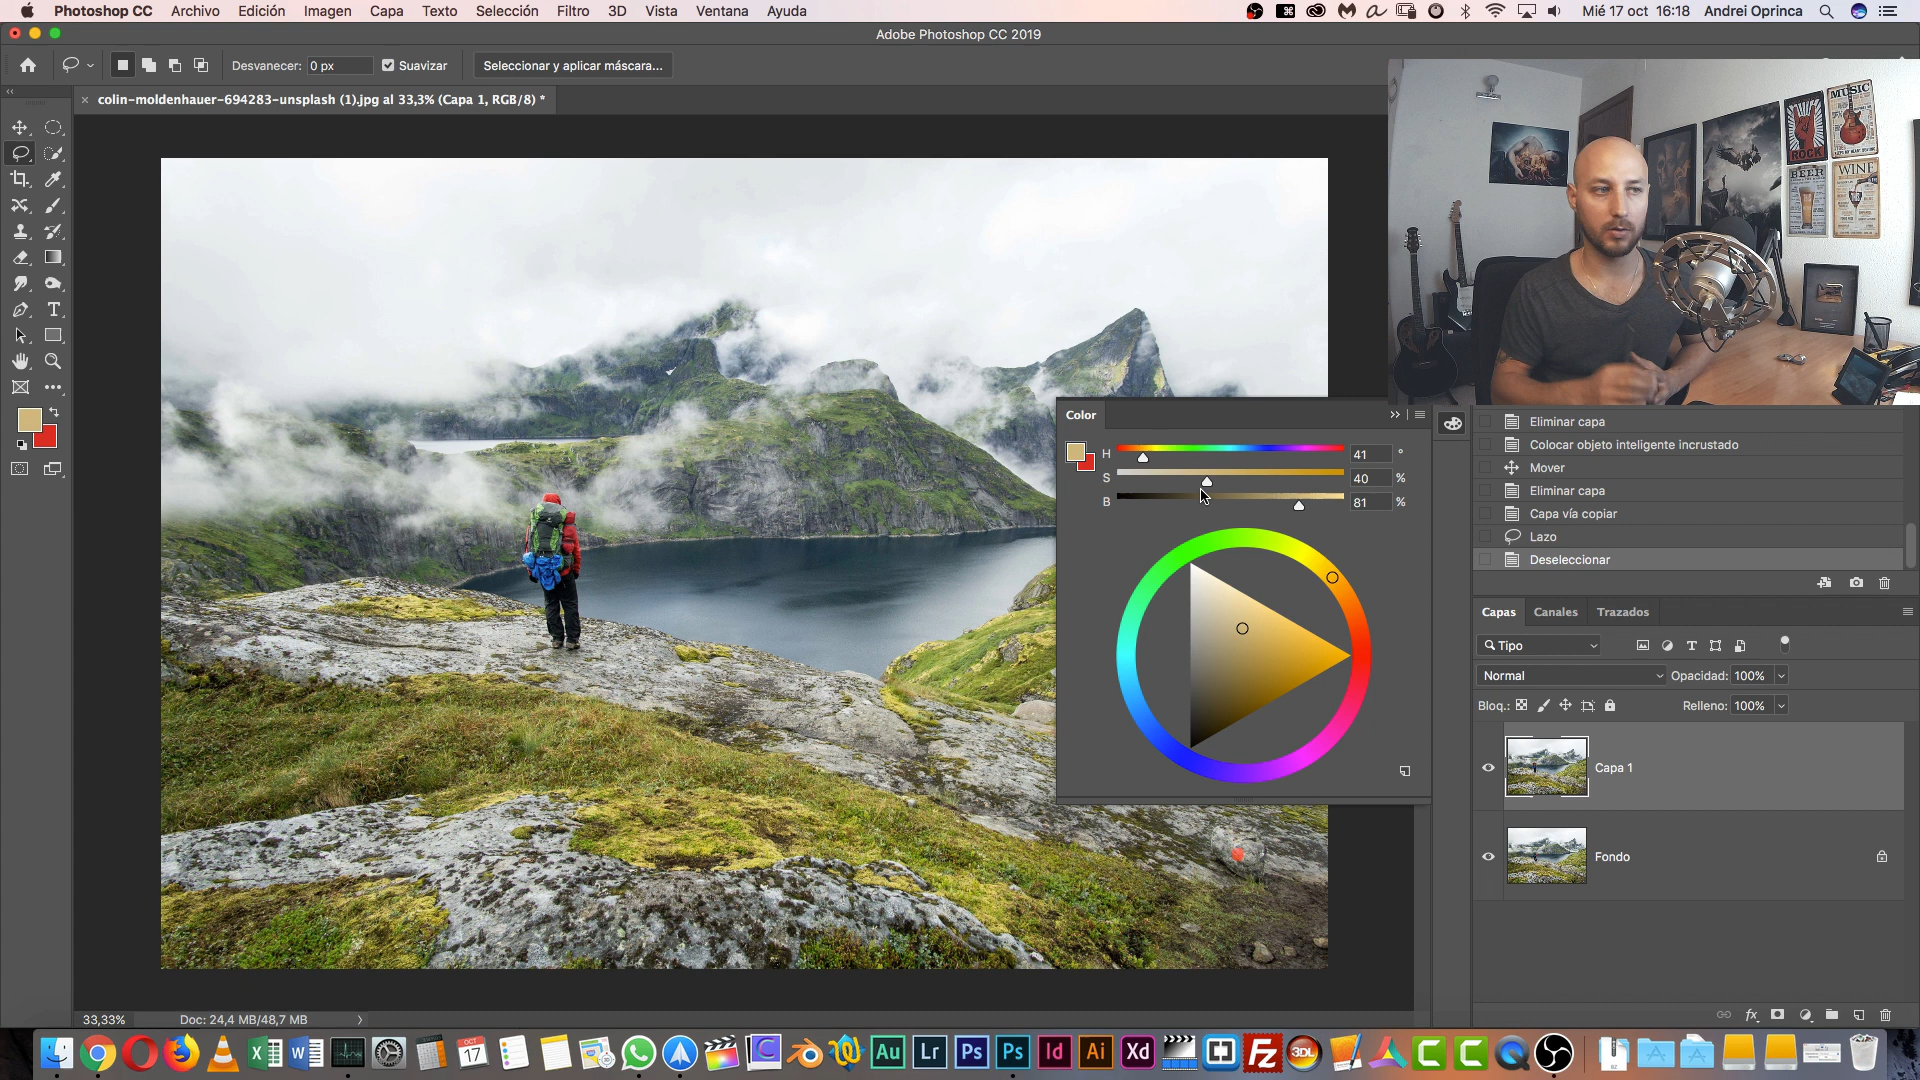 Photoshop CC Archivo Edición Imagen Capa Texto Selección Filtro 3D Vista Ventana Ayuda Mié 17 oct 16:18 Andrei Oprinca
Adobe Photoshop CC 2019
Desvanecer: 0 px Suavizar Seleccionar y aplicar máscara...
colin-moldenhauer-694283-unsplash (1).jpg al 33,3% (Capa 1, RGB/8) *
MUSIC
ROCK
BEER
WINE
Color
H 41 °
S 40 %
B 81 %
Eliminar capa
Colocar objeto inteligente incrustado
Mover
Eliminar capa
Capa vía copiar
Lazo
Deseleccionar
Capas Canales Trazados
Tipo
Normal Opacidad: 100%
Bloq.: Relleno: 100%
Capa 1
Fondo
33,33% Doc: 24,4 MB/48,7 MB
OCT
17
Au Lr Ps Ps Id Ai Xd Fz 3DL